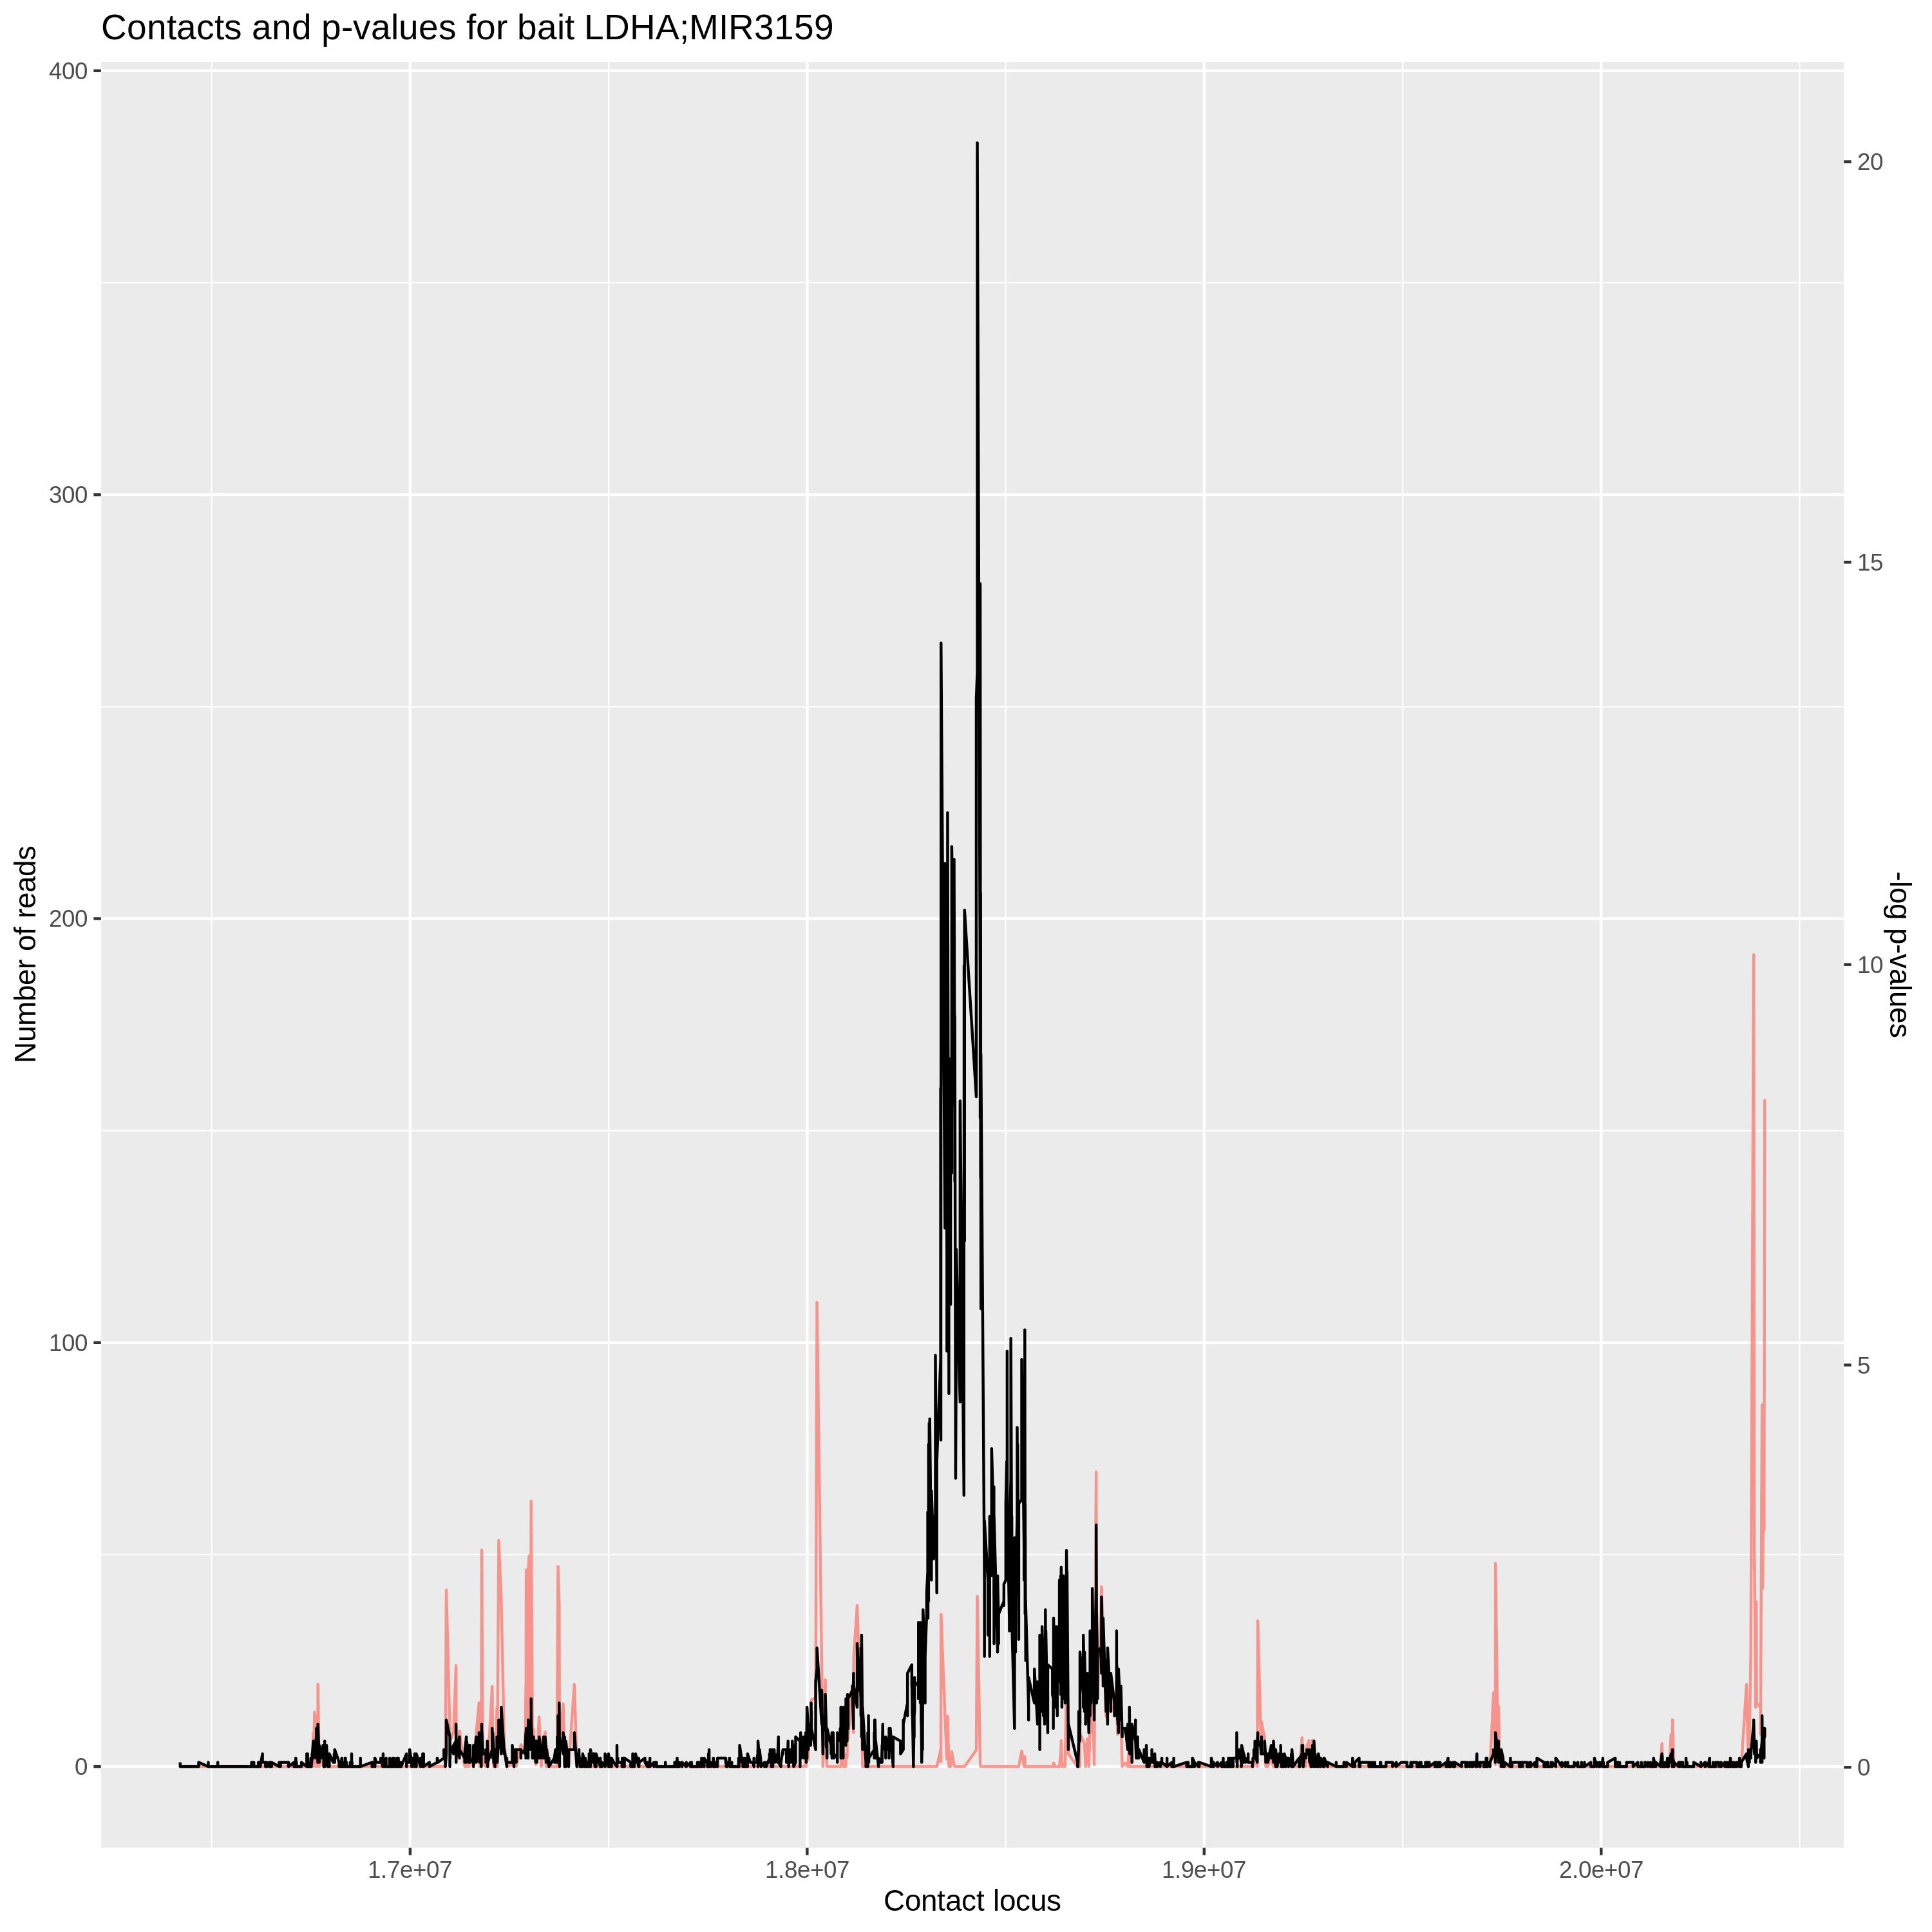 Contacts and p-values for bait LDHA;MIR3159
400
300
200
100
0
Number of reads
20
15
10
5
0
-log p-values
1.7e+07
1.8e+07
1.9e+07
2.0e+07
Contact locus